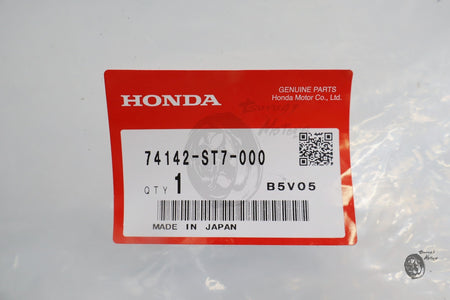 GENUINE PARTS
HONDA
Honda Motor Co., Ltd.
74142-ST7-000
QTY 1
B5V05
MADE IN JAPAN